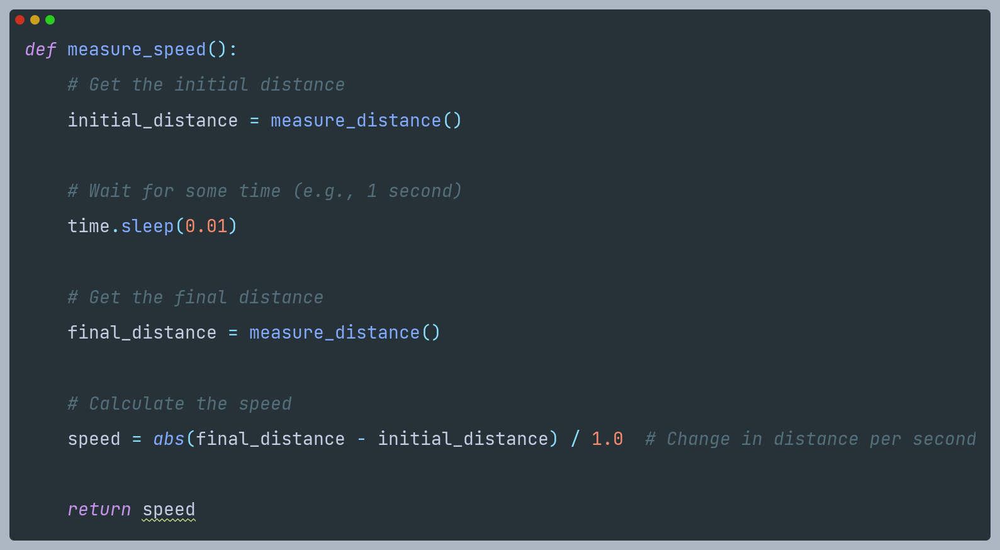 def measure_speed():
    # Get the initial distance
    initial_distance = measure_distance()
    # Wait for some time (e.g., 1 second)
    time.sleep(0.01)
    # Get the final distance
    final_distance = measure_distance()
    # Calculate the speed
    speed = abs(final_distance - initial_distance) / 1.0  # Change in distance per second
    return speed